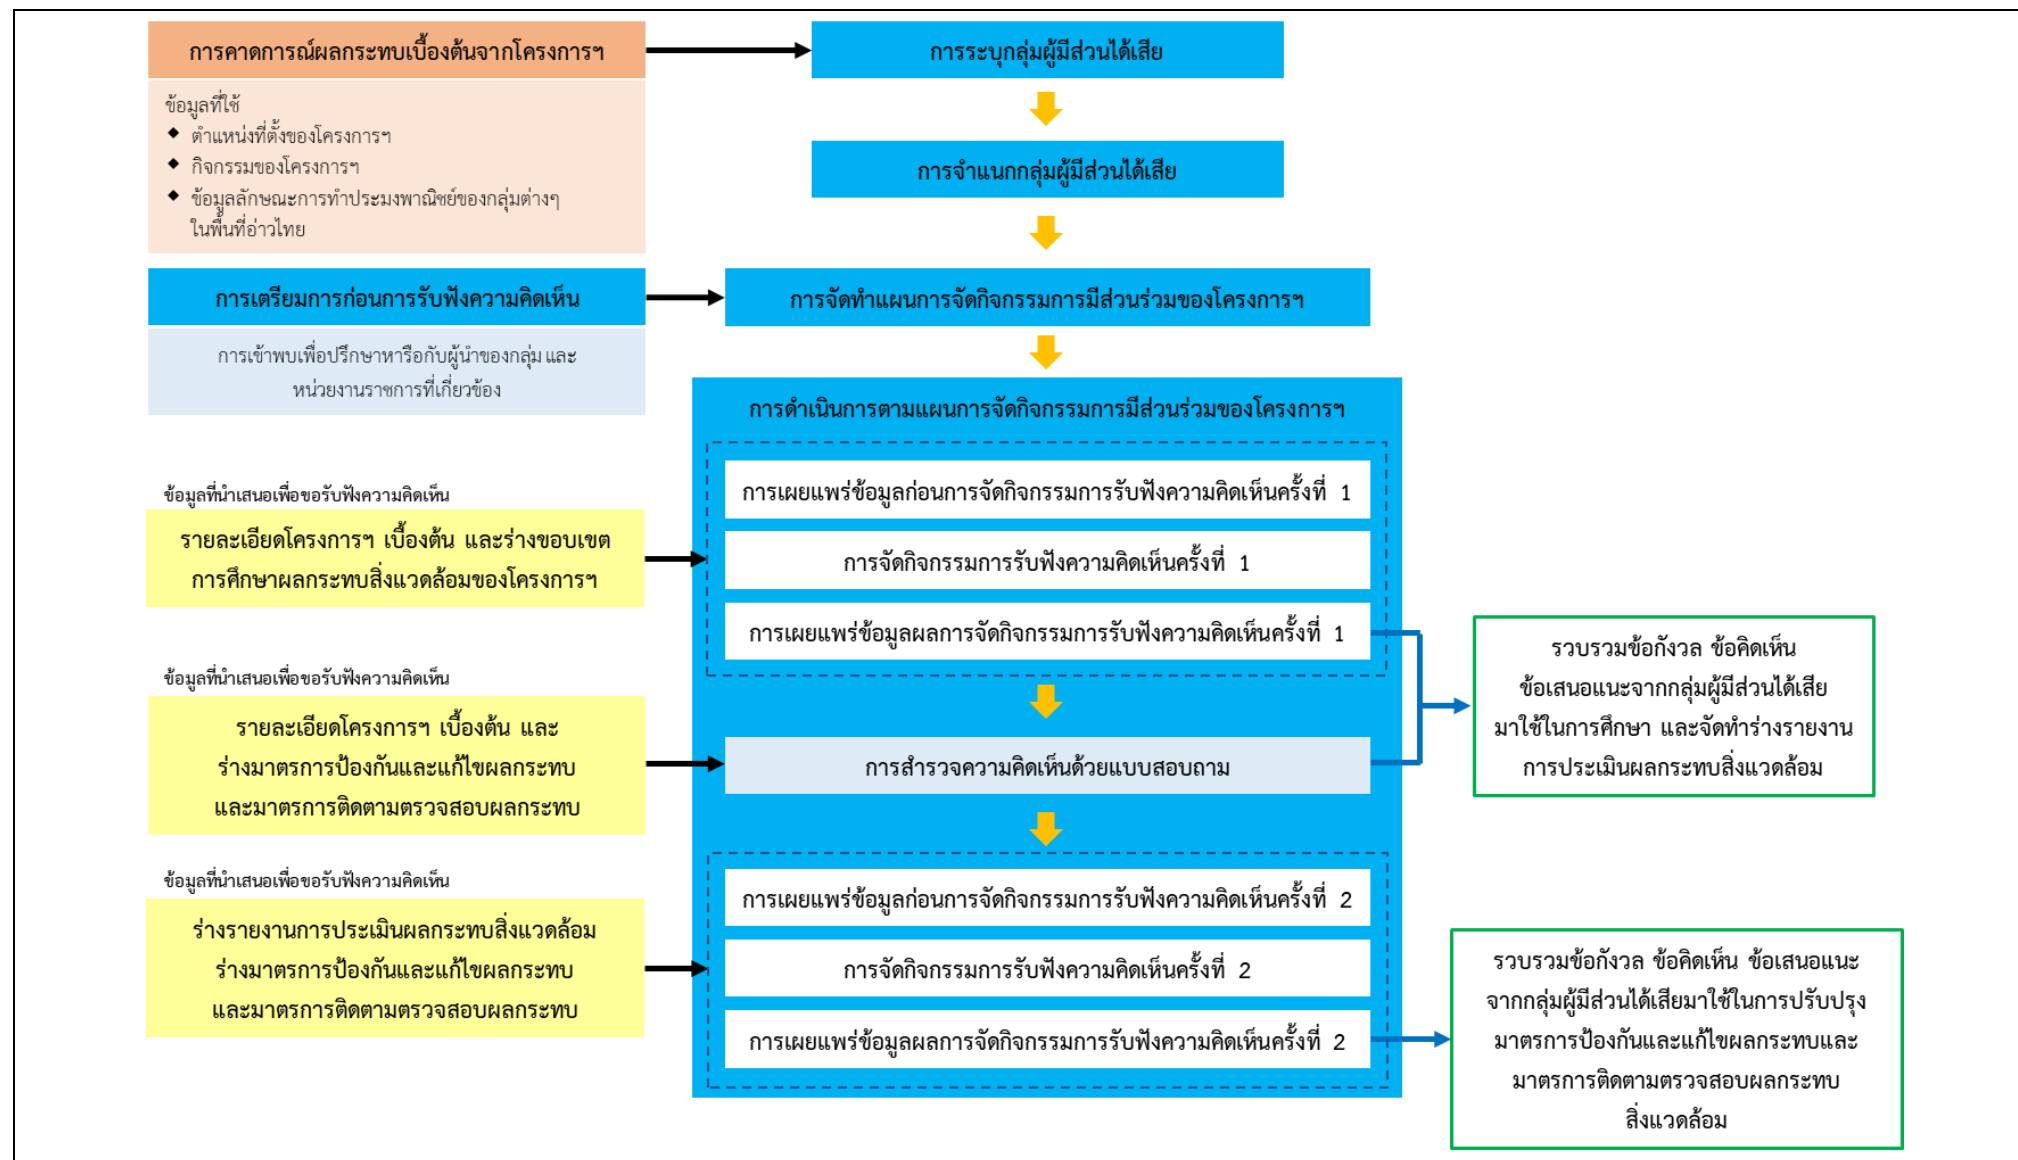 การคาดการณ์ผลกระทบเบื้องต้นจากโครงการฯ
การระบุกลุ่มผู้มีส่วนได้เสีย
ข้อมูลที่ใช้
◆ ตำแหน่งที่ตั้งของโครงการฯ
◆ กิจกรรมของโครงการฯ
◆ ข้อมูลลักษณะการทำประมงพาณิชย์ของกลุ่มต่างๆ
ในพื้นที่อ่าวไทย
การจำแนกกลุ่มผู้มีส่วนได้เสีย
การเตรียมการก่อนการรับฟังความคิดเห็น
การจัดทำแผนการจัดกิจกรรมการมีส่วนร่วมของโครงการฯ
การเข้าพบเพื่อปรึกษาหารือกับผู้นำของกลุ่ม และ
หน่วยงานราชการที่เกี่ยวข้อง
การดำเนินการตามแผนการจัดกิจกรรมการมีส่วนร่วมของโครงการฯ
ข้อมูลที่นำเสนอเพื่อขอรับฟังความคิดเห็น
รายละเอียดโครงการฯ เบื้องต้น และร่างขอบเขต
การศึกษาผลกระทบสิ่งแวดล้อมของโครงการฯ
การเผยแพร่ข้อมูลก่อนการจัดกิจกรรมการรับฟังความคิดเห็นครั้งที่ 1
การจัดกิจกรรมการรับฟังความคิดเห็นครั้งที่ 1
การเผยแพร่ข้อมูลผลการจัดกิจกรรมการรับฟังความคิดเห็นครั้งที่ 1
รวบรวมข้อกังวล ข้อคิดเห็น
ข้อเสนอแนะจากกลุ่มผู้มีส่วนได้เสีย
มาใช้ในการศึกษา และจัดทำร่างรายงาน
การประเมินผลกระทบสิ่งแวดล้อม
ข้อมูลที่นำเสนอเพื่อขอรับฟังความคิดเห็น
รายละเอียดโครงการฯ เบื้องต้น และ
ร่างมาตรการป้องกันและแก้ไขผลกระทบ
และมาตรการติดตามตรวจสอบผลกระทบ
การสำรวจความคิดเห็นด้วยแบบสอบถาม
ข้อมูลที่นำเสนอเพื่อขอรับฟังความคิดเห็น
ร่างรายงานการประเมินผลกระทบสิ่งแวดล้อม
ร่างมาตรการป้องกันและแก้ไขผลกระทบ
และมาตรการติดตามตรวจสอบผลกระทบ
การเผยแพร่ข้อมูลก่อนการจัดกิจกรรมการรับฟังความคิดเห็นครั้งที่ 2
การจัดกิจกรรมการรับฟังความคิดเห็นครั้งที่ 2
การเผยแพร่ข้อมูลผลการจัดกิจกรรมการรับฟังความคิดเห็นครั้งที่ 2
รวบรวมข้อกังวล ข้อคิดเห็น ข้อเสนอแนะ
จากกลุ่มผู้มีส่วนได้เสียมาใช้ในการปรับปรุง
มาตรการป้องกันและแก้ไขผลกระทบและ
มาตรการติดตามตรวจสอบผลกระทบ
สิ่งแวดล้อม